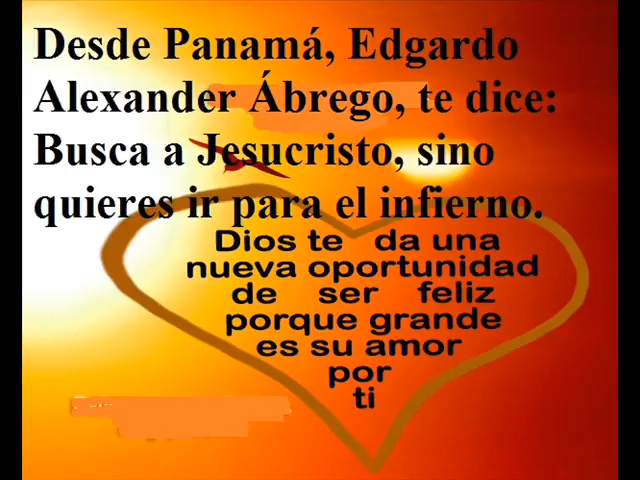 Desde Panamá, Edgardo
Alexander Ábrego, te dice:
Busca a Jesucristo, sino
quieres ir para el infierno.
Dios te da una
nueva oportunidad
de ser feliz
porque grande
es su amor
por
ti